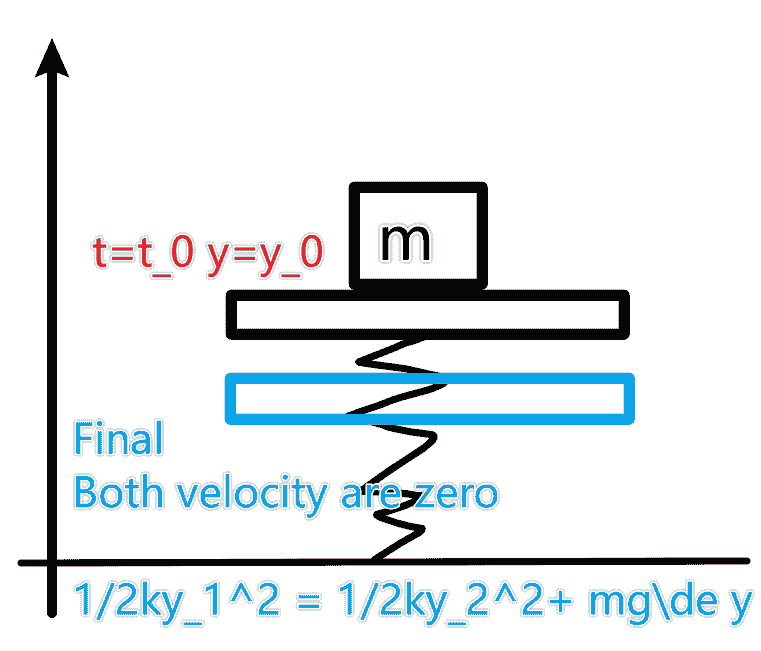 m
t=t_0 y=y_0
Final
Both velocity are zero
1/2ky_1^2 = 1/2ky_2^2+ mg\de y